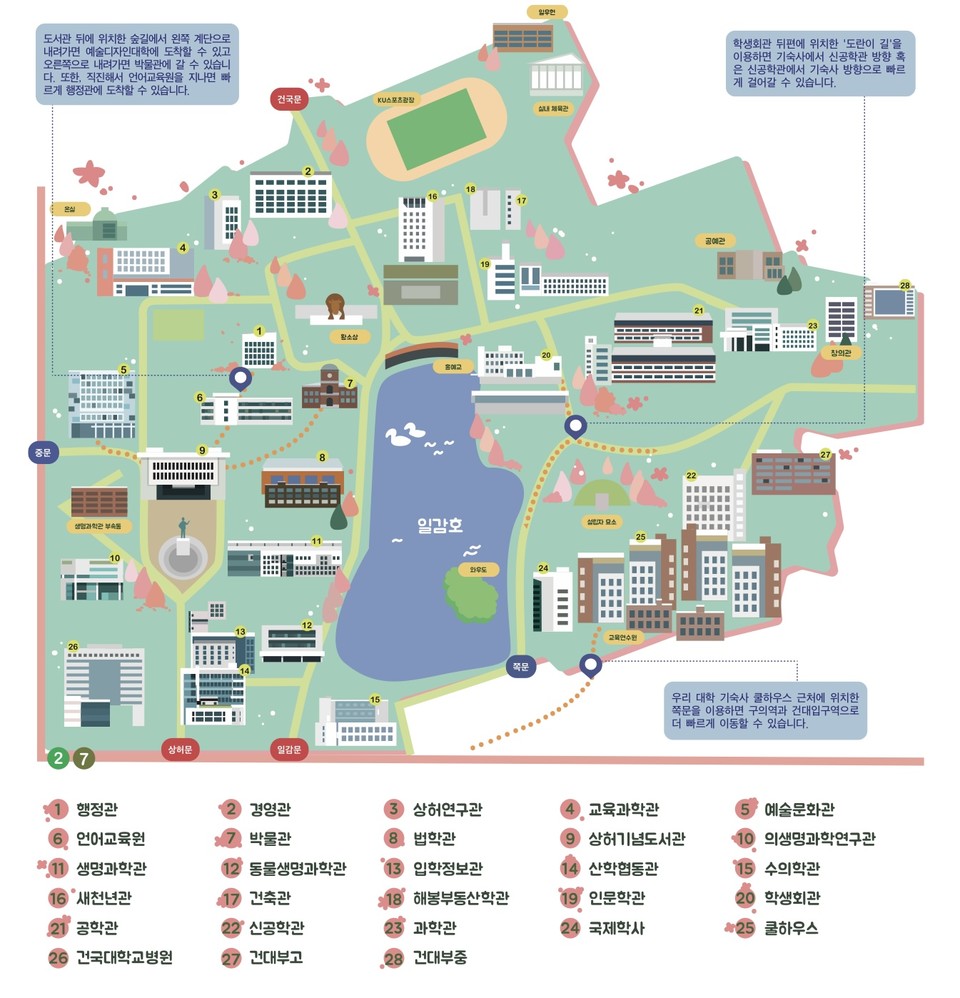 일우헌
도서관 뒤에 위치한 숲길에서 왼쪽 계단으로
내려가면 예술디자인대학에 도착할 수 있고
오른쪽으로 내려가면 박물관에 갈 수 있습니
다. 또한, 직진해서 언어교육원을 지나면 빠
르게 행정관에 도착할 수 있습니다.
학생회관 뒤편에 위치한 '도란이 길'을
이용하면 기숙사에서 신공학관 방향 혹
은 신공학관에서 기숙사 방향으로 빠르
게 걸어갈 수 있습니다.
건국문
KU스포츠광장
실내 체육관
2
3
16
18
17
온실
4
19
공예관
28
21
23
황소상
1
창의관
홍예교
20
5
7
6
중문
9
8
27
22
생명과학관 부속동
일감호
설립자 묘소
11
25
10
와우도
24
12
13
교육연수원
26
14
쪽문
15
우리 대학 기숙사 쿨하우스 근처에 위치한
쪽문을 이용하면 구의역과 건대입구역으로
더 빠르게 이동할 수 있습니다.
상허문
일감문
2 7
1 행정관 2 경영관 3 상허연구관 4 교육과학관 5 예술문화관
6 언어교육원 7 박물관 8 법학관 9 상허기념도서관 10 의생명과학연구관
11 생명과학관 12 동물생명과학관 13 입학정보관 14 산학협동관 15 수의학관
16 새천년관 17 건축관 18 해봉부동산학관 19 인문학관 20 학생회관
21 공학관 22 신공학관 23 과학관 24 국제학사 25 쿨하우스
26 건국대학교병원 27 건대부고 28 건대부중